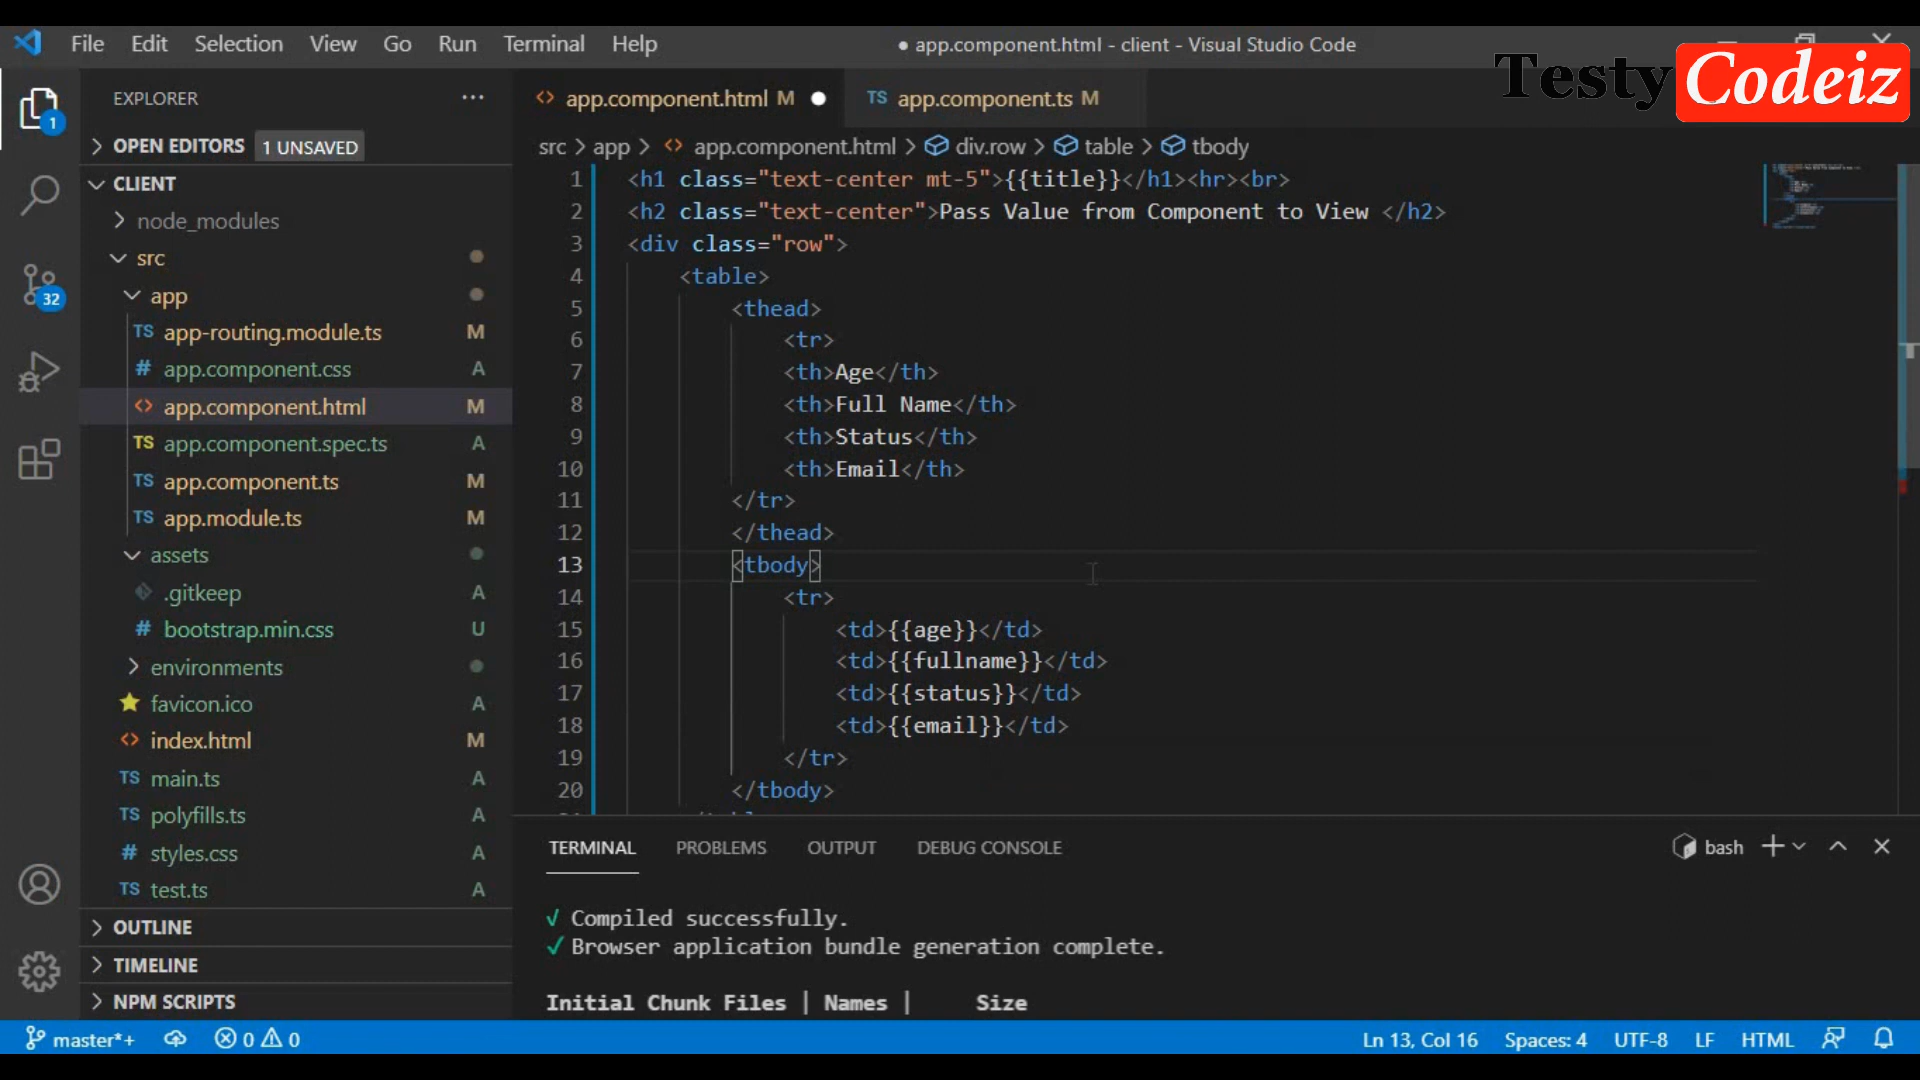 File Edit Selection View Go Run Terminal Help
● app.component.html - client - Visual Studio Code
Testy Codeiz
EXPLORER ...
OPEN EDITORS 1 UNSAVED
CLIENT
node_modules
src
app
TS app-routing.module.ts M
# app.component.css A
<> app.component.html M
TS app.component.spec.ts A
TS app.component.ts M
TS app.module.ts M
assets
.gitkeep A
# bootstrap.min.css U
environments
favicon.ico A
<> index.html M
TS main.ts A
TS polyfills.ts A
# styles.css A
TS test.ts A
OUTLINE
TIMELINE
NPM SCRIPTS
1
32
<> app.component.html M ● TS app.component.ts M
src > app > <> app.component.html > div.row > table > tbody
1 <h1 class="text-center mt-5">{{title}}</h1><hr><br>
2 <h2 class="text-center">Pass Value from Component to View </h2>
3 <div class="row">
4 <table>
5 <thead>
6 <tr>
7 <th>Age</th>
8 <th>Full Name</th>
9 <th>Status</th>
10 <th>Email</th>
11 </tr>
12 </thead>
13 <tbody>
14 <tr>
15 <td>{{age}}</td>
16 <td>{{fullname}}</td>
17 <td>{{status}}</td>
18 <td>{{email}}</td>
19 </tr>
20 </tbody>
TERMINAL PROBLEMS OUTPUT DEBUG CONSOLE bash
√ Compiled successfully.
✓ Browser application bundle generation complete.
Initial Chunk Files | Names | Size
master*+ 0 0 Ln 13, Col 16 Spaces: 4 UTF-8 LF HTML